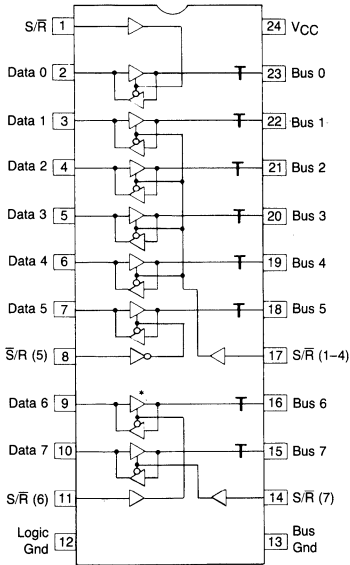 S/R̅ 1 24 VCC
Data 0 2 23 Bus 0
Data 1 3 22 Bus 1
Data 2 4 21 Bus 2
Data 3 5 20 Bus 3
Data 4 6 19 Bus 4
Data 5 7 18 Bus 5
S̅/R (5) 8 17 S/R̅ (1–4)
*
Data 6 9 16 Bus 6
Data 7 10 15 Bus 7
S/R̅ (6) 11 14 S/R̅ (7)
Logic Gnd 12 13 Bus Gnd